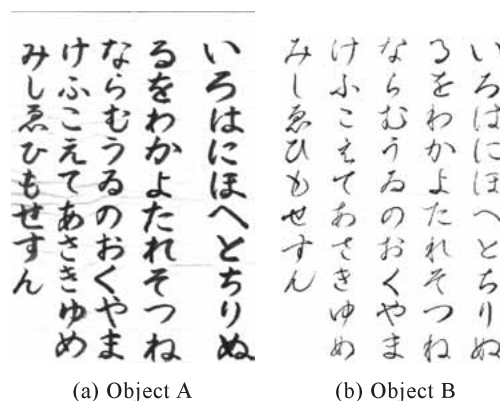 いろはにほへとちりぬ
るをわかよたれそつね
ならむうゐのおくやま
けふこえてあさきゆめ
みしゑひもせすん
(a) Object A
いろはにほへとちりぬ
るをわかよたれそつね
ならむうゐのおくやま
けふこえてあさきゆめ
みしゑひもせすん
(b) Object B